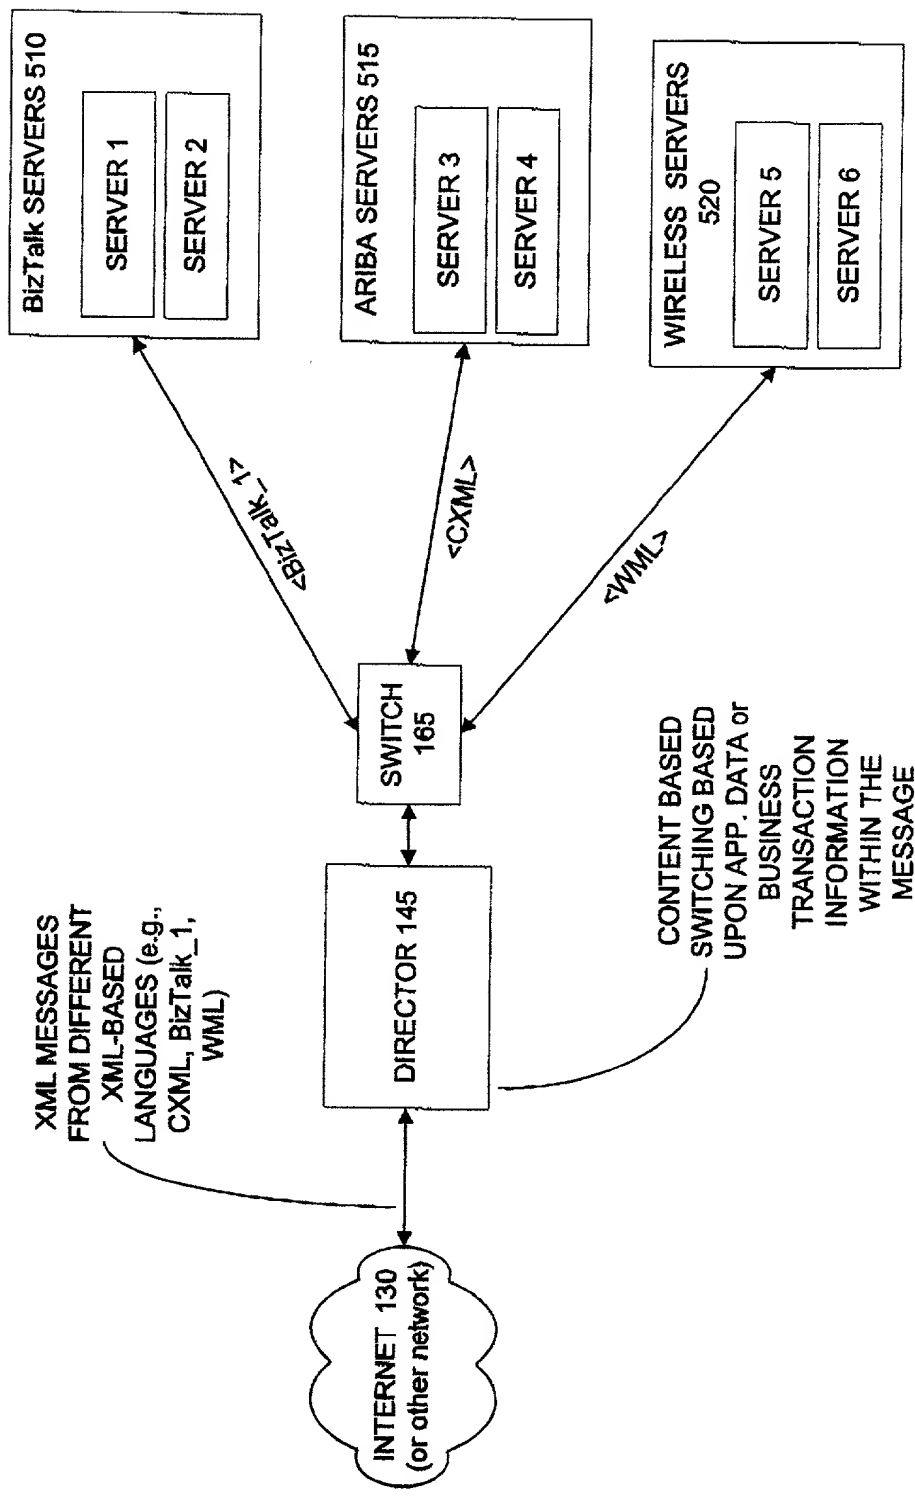 XML MESSAGES
FROM DIFFERENT
XML-BASED
LANGUAGES (e.g.,
CXML, BizTalk_1,
WML)
INTERNET 130
(or other network)
DIRECTOR 145
SWITCH
165
CONTENT BASED
SWITCHING BASED
UPON APP. DATA or
BUSINESS
TRANSACTION
INFORMATION
WITHIN THE
MESSAGE
<BizTalk_1>
<CXML>
<WML>
BizTalk SERVERS 510
SERVER 1
SERVER 2
ARIBA SERVERS 515
SERVER 3
SERVER 4
WIRELESS SERVERS
520
SERVER 5
SERVER 6